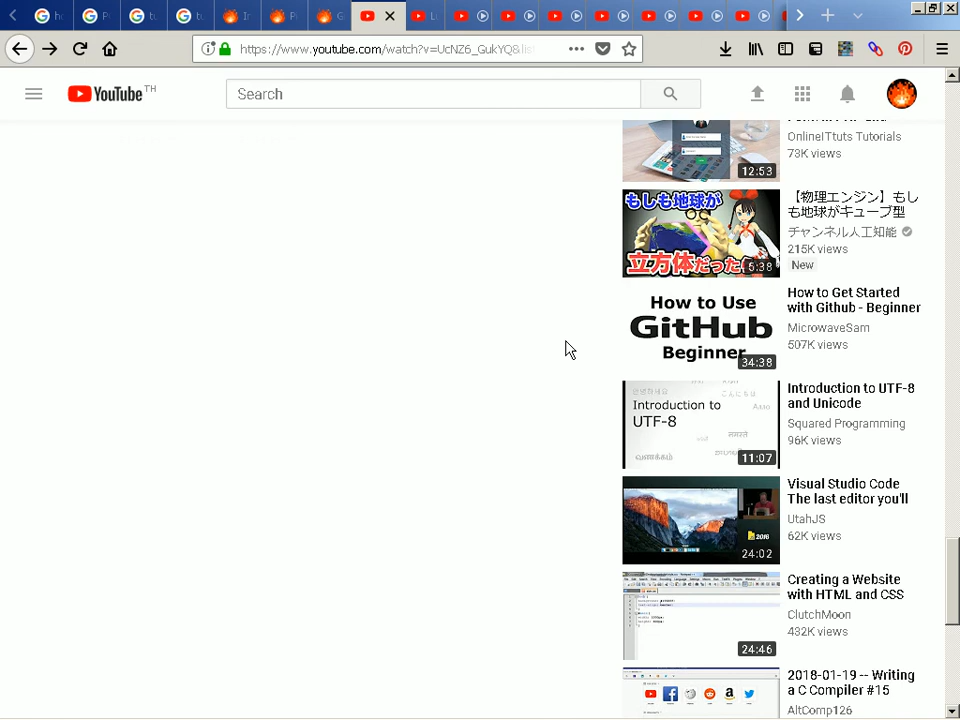 https://www.youtube.com/watch?v=UcNZ6_GukYQ&lis
YouTube TH
Search
OnlineITtuts Tutorials
73K views
12:53
もしも地球が
立方体だった
5:38
【物理エンジン】もし
も地球がキューブ型
チャンネル人工知能
215K views
New
How to Use
GitHub
Beginner
34:38
How to Get Started
with Github - Beginner
MicrowaveSam
507K views
Introduction to
UTF-8
11:07
Introduction to UTF-8
and Unicode
Squared Programming
96K views
2016
24:02
Visual Studio Code
The last editor you'll
UtahJS
62K views
24:46
Creating a Website
with HTML and CSS
ClutchMoon
432K views
2018-01-19 -- Writing
a C Compiler #15
AltComp126